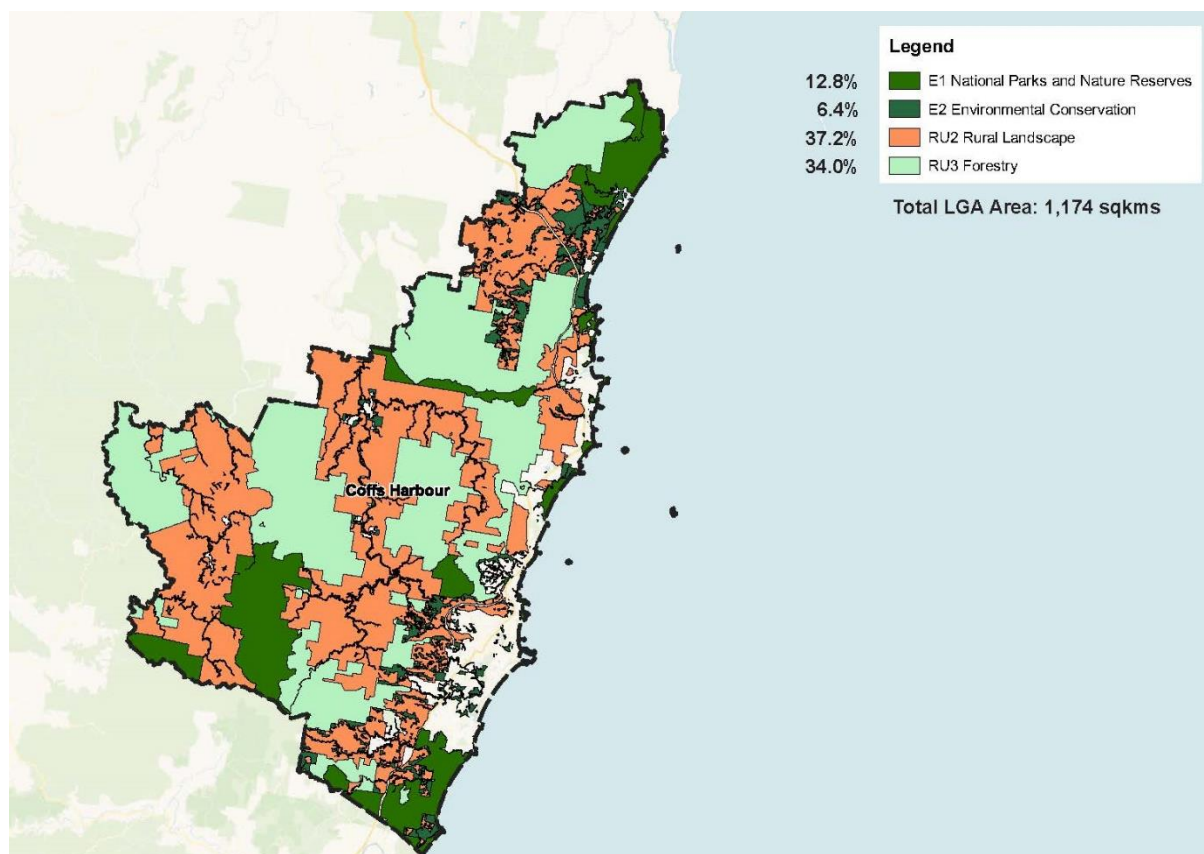 Legend
12.8% E1 National Parks and Nature Reserves
6.4% E2 Environmental Conservation
37.2% RU2 Rural Landscape
34.0% RU3 Forestry
Total LGA Area: 1,174 sqkms
Coffs Harbour